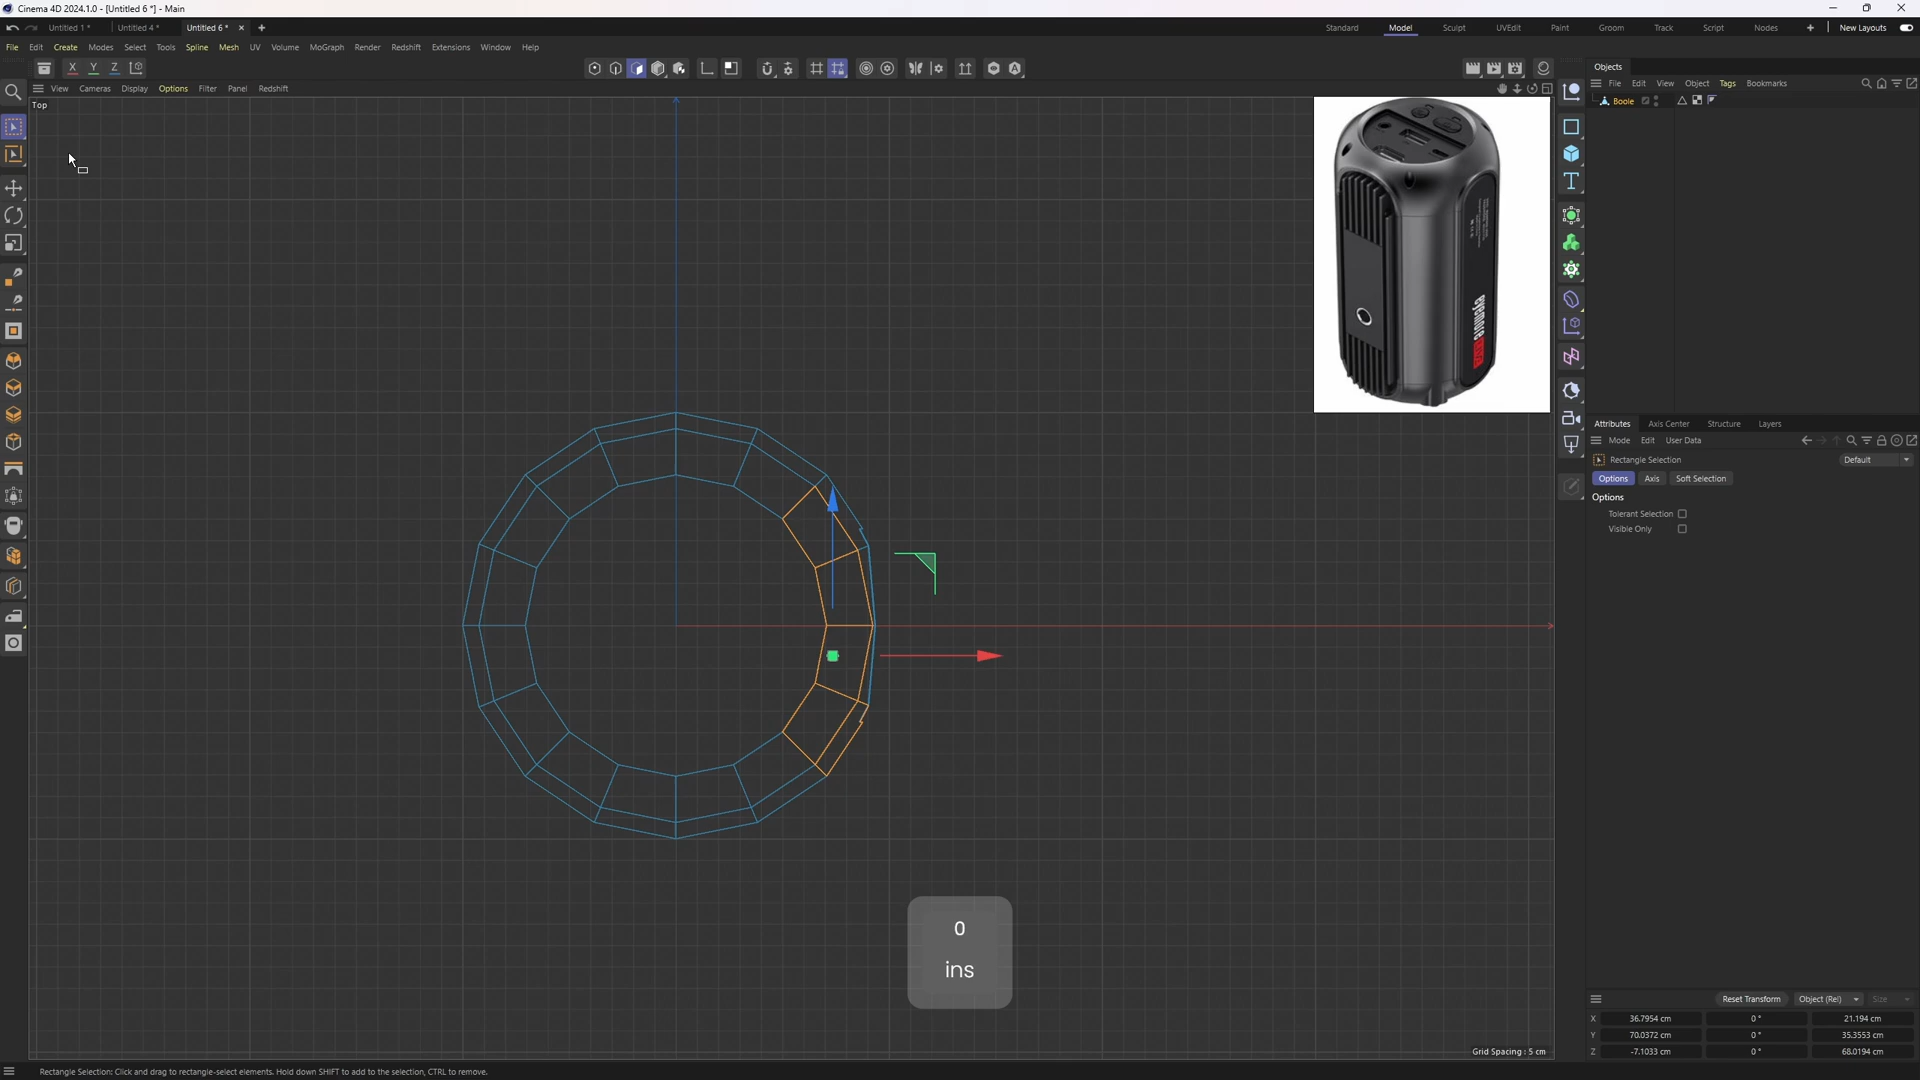 Cinema 4D 2024.1.0 - [Untitled 6 *] - Main
Untitled 1 *
Untitled 4 *
Untitled 6 *
Standard
Model
Sculpt
UVEdit
Paint
Groom
Track
Script
Nodes
New Layouts
File
Edit
Create
Modes
Select
Tools
Spline
Mesh
UV
Volume
MoGraph
Render
Redshift
Extensions
Window
Help
X
Y
Z
View
Cameras
Display
Options
Filter
Panel
Redshift
Top
Objects
File
Edit
View
Object
Tags
Bookmarks
Boole
0
ins
Grid Spacing : 5 cm
Attributes
Axis Center
Structure
Layers
Mode
Edit
User Data
Rectangle Selection
Default
Options
Axis
Soft Selection
Options
Tolerant Selection
Visible Only
Reset Transform
Object (Rel)
Size
X
36.7954 cm
0 °
21.194 cm
Y
70.0372 cm
0 °
35.3553 cm
Z
-7.1033 cm
0 °
68.0194 cm
Rectangle Selection: Click and drag to rectangle-select elements. Hold down SHIFT to add to the selection, CTRL to remove.